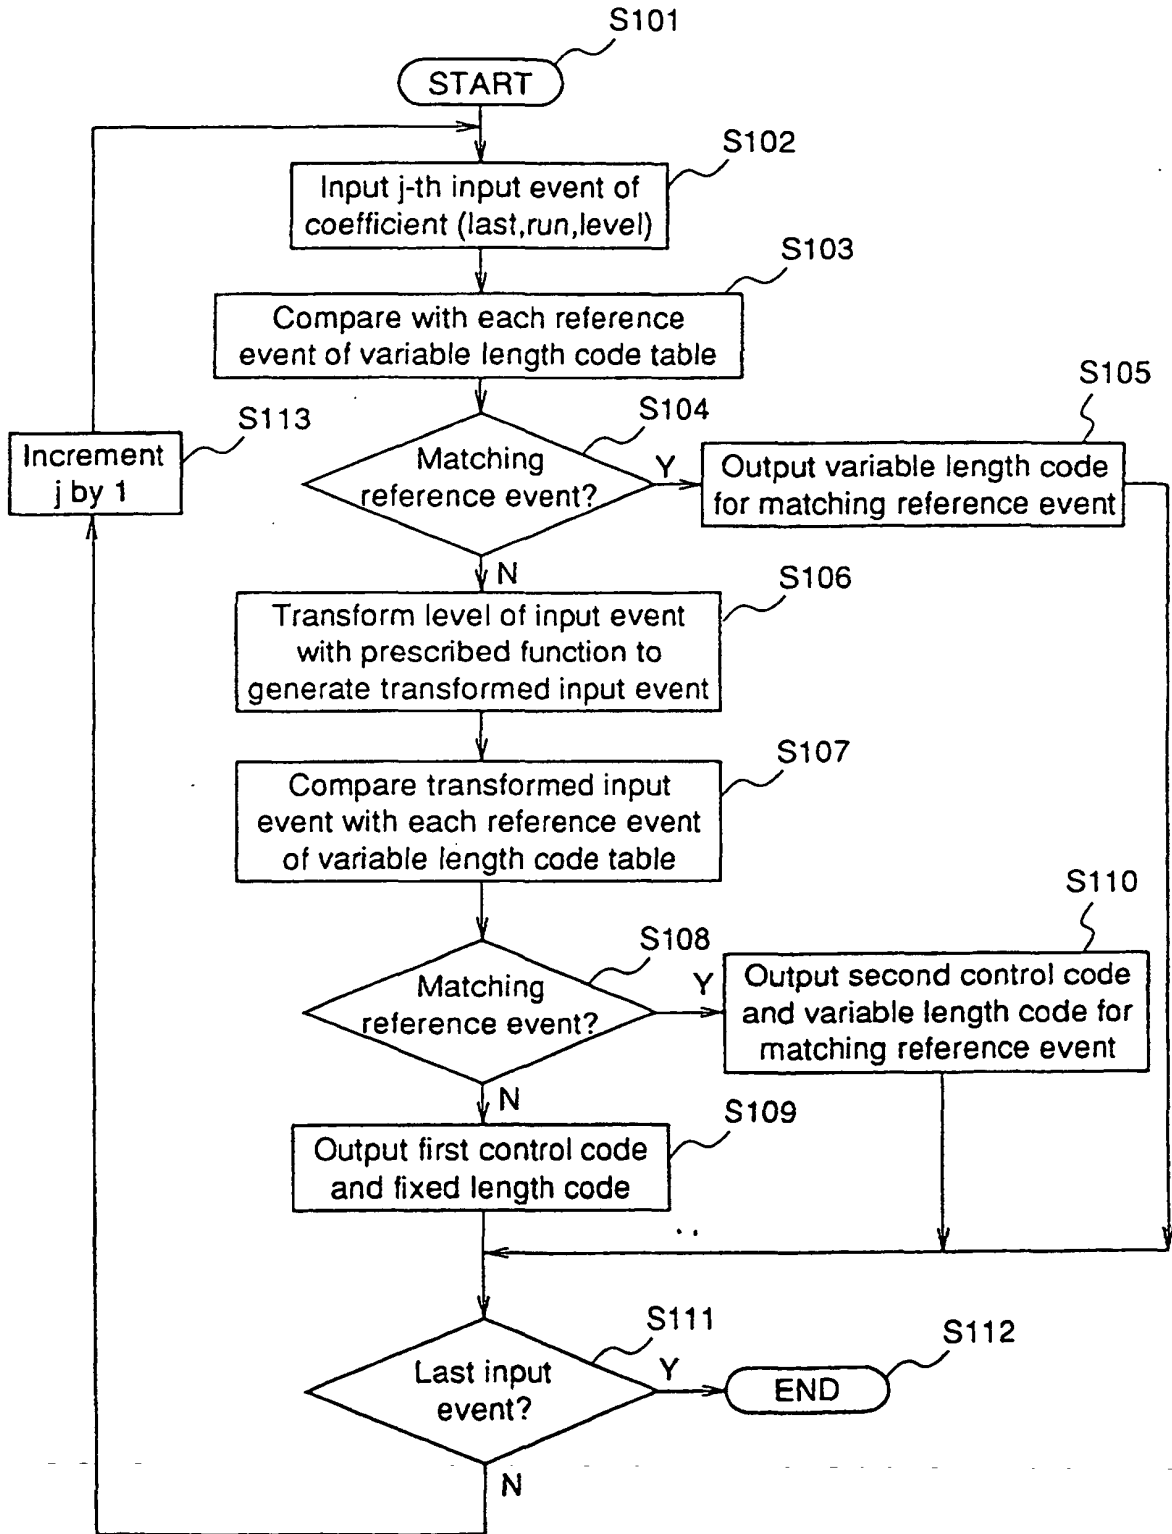 S101
START
S102
Input j-th input event of
coefficient (last,run,level)
S103
Compare with each reference
event of variable length code table
S104
Matching
reference event?
Y
S105
Output variable length code
for matching reference event
S113
Increment
j by 1
N
S106
Transform level of input event
with prescribed function to
generate transformed input event
S107
Compare transformed input
event with each reference event
of variable length code table
S108
Matching
reference event?
Y
S110
Output second control code
and variable length code for
matching reference event
N
S109
Output first control code
and fixed length code
S111
Last input
event?
Y
S112
END
N